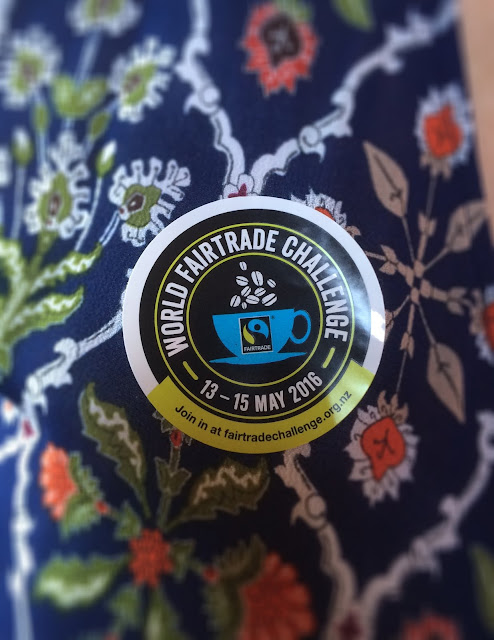 WORLD FAIRTRADE CHALLENGE
FAIRTRADE
13 – 15 MAY 2016
Join in at fairtradechallenge.org.nz